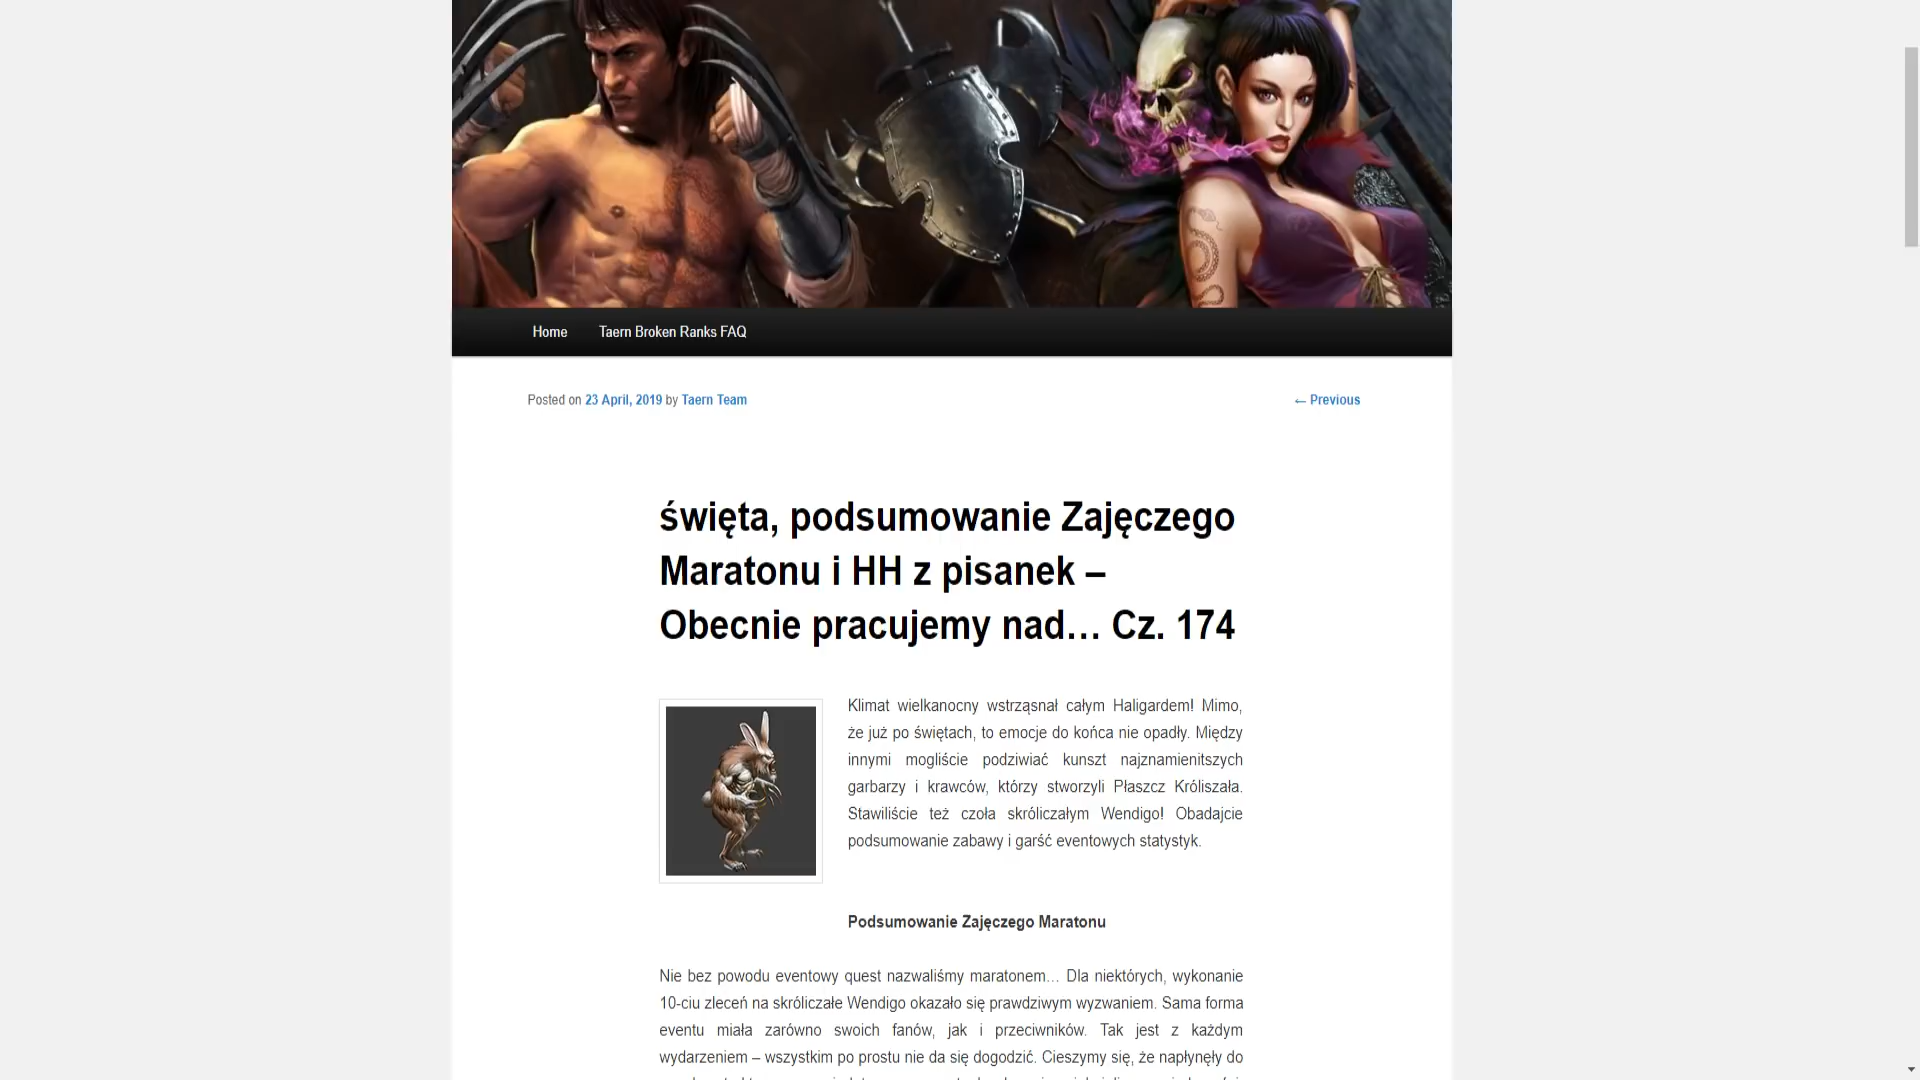 Home Taern Broken Ranks FAQ
Posted on 23 April, 2019 by Taern Team
← Previous
święta, podsumowanie Zajęczego
Maratonu i HH z pisanek –
Obecnie pracujemy nad… Cz. 174
Klimat wielkanocny wstrząsnał całym Haligardem! Mimo,
że już po świętach, to emocje do końca nie opadły. Między
innymi mogliście podziwiać kunszt najznamienitszych
garbarzy i krawców, którzy stworzyli Płaszcz Króliszała.
Stawiliście też czoła skróliczałym Wendigo! Obadajcie
podsumowanie zabawy i garść eventowych statystyk.
Podsumowanie Zajęczego Maratonu
Nie bez powodu eventowy quest nazwaliśmy maratonem… Dla niektórych, wykonanie
10-ciu zleceń na skróliczałe Wendigo okazało się prawdziwym wyzwaniem. Sama forma
eventu miała zarówno swoich fanów, jak i przeciwników. Tak jest z każdym
wydarzeniem – wszystkim po prostu nie da się dogodzić. Cieszymy się, że napłynęły do